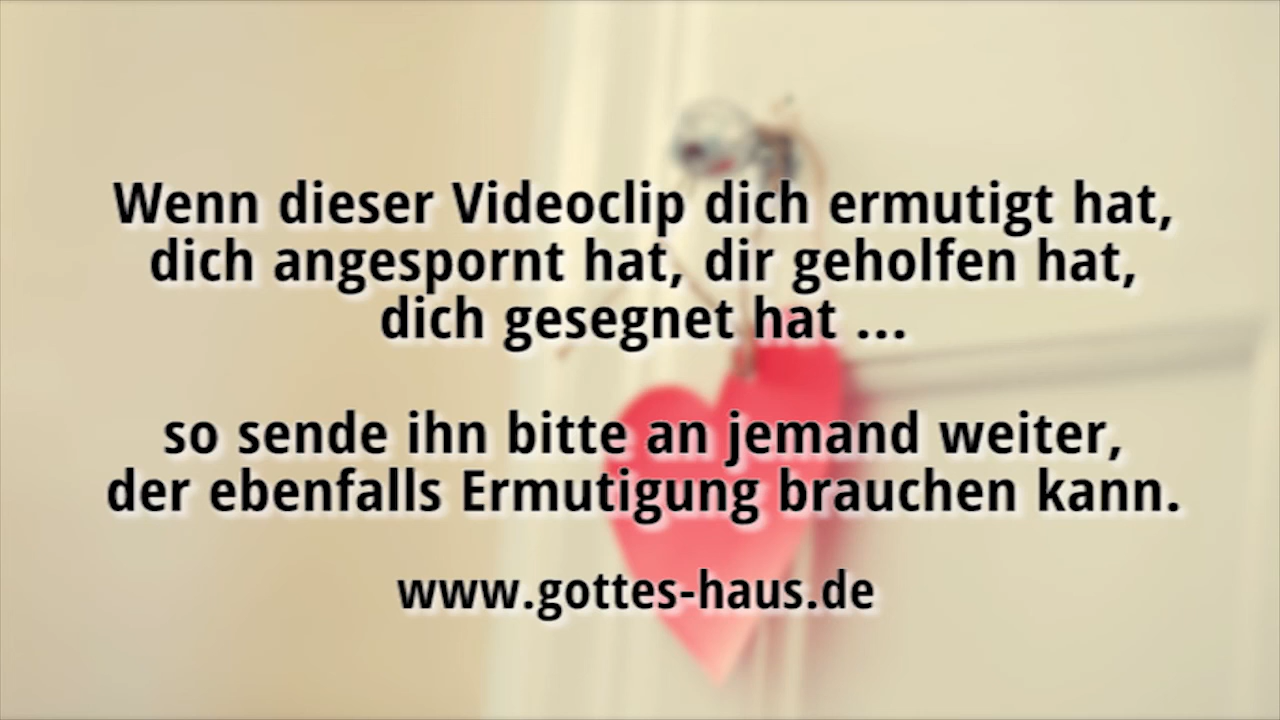 Wenn dieser Videoclip dich ermutigt hat,
dich angespornt hat, dir geholfen hat,
dich gesegnet hat ...
so sende ihn bitte an jemand weiter,
der ebenfalls Ermutigung brauchen kann.
www.gottes-haus.de